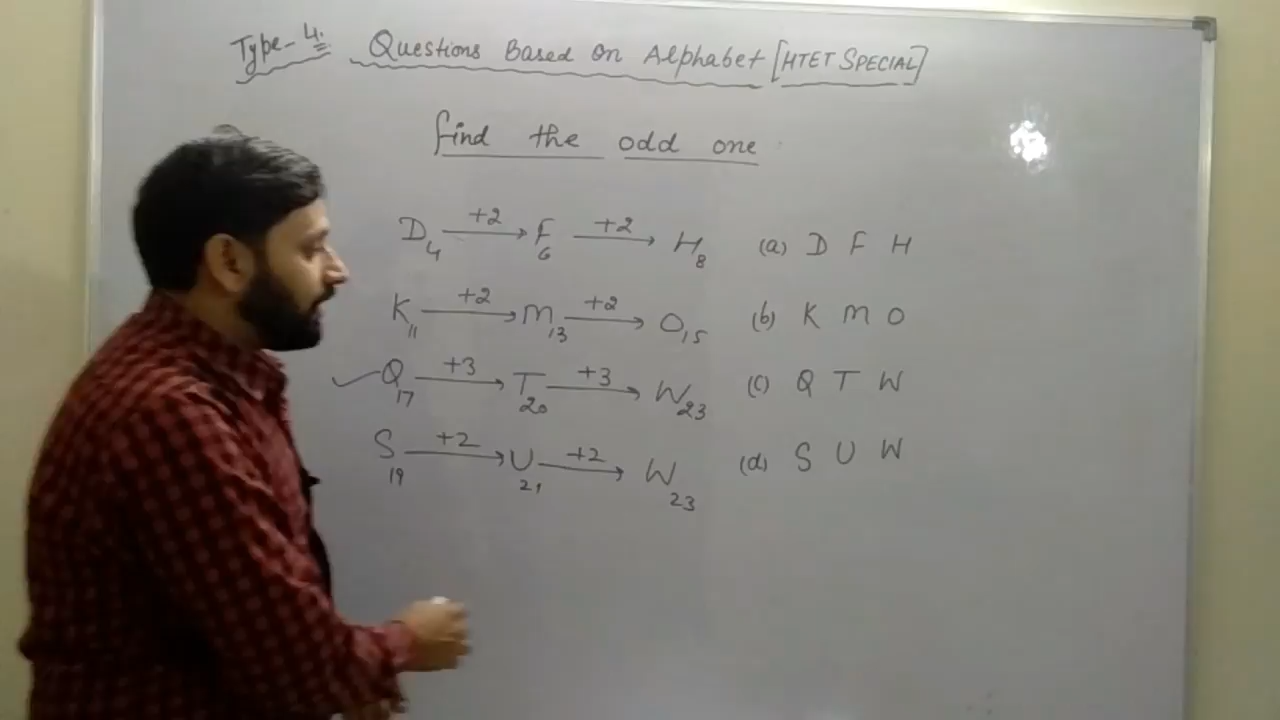 Type-4. Questions Based on Alphabet [HTET SPECIAL]
find the odd one
D4 +2 → F6 +2 → H8 (a) D F H
K11 +2 → M13 +2 → O15 (b) K M O
✓ Q17 +3 → T20 +3 → W23 (c) Q T W
S19 +2 → U21 +2 → W23 (d) S U W